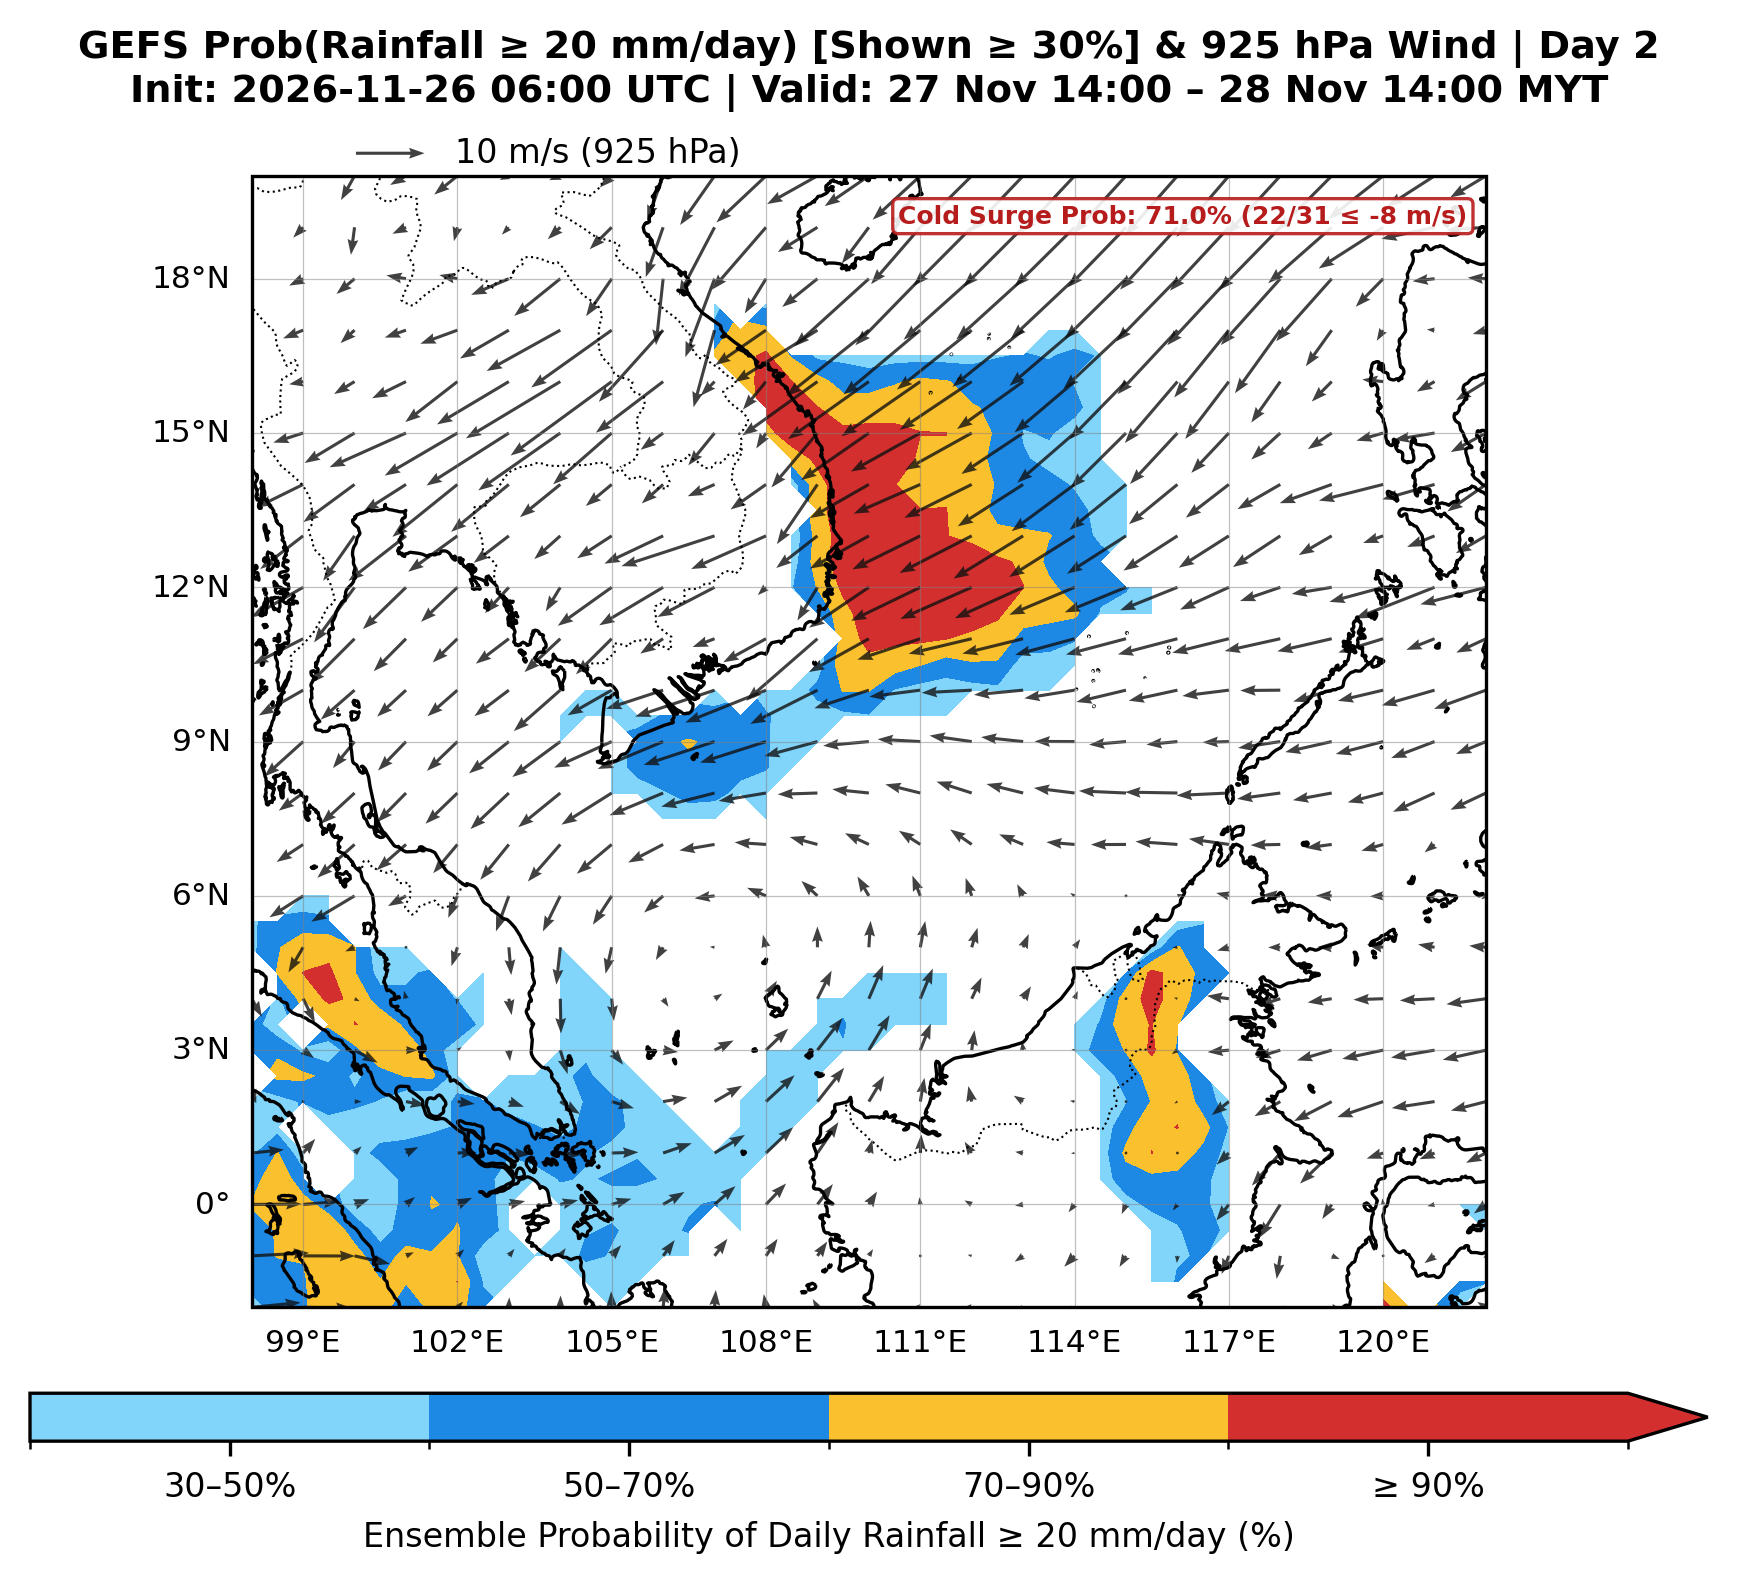 GEFS Prob(Rainfall ≥ 20 mm/day) [Shown ≥ 30%] & 925 hPa Wind | Day 2
Init: 2026-11-26 06:00 UTC | Valid: 27 Nov 14:00 – 28 Nov 14:00 MYT
10 m/s (925 hPa)
Cold Surge Prob: 71.0% (22/31 ≤ -8 m/s)
18°N
15°N
12°N
9°N
6°N
3°N
0°
99°E 102°E 105°E 108°E 111°E 114°E 117°E 120°E
30–50% 50–70% 70–90% ≥ 90%
Ensemble Probability of Daily Rainfall ≥ 20 mm/day (%)